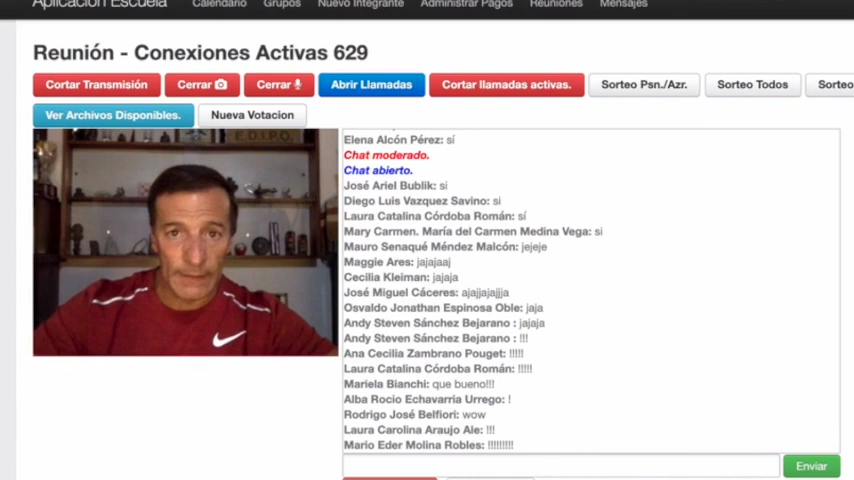 Aplicación Escuela Calendario Grupos Nuevo Integrante Administrar Pagos Reuniones Mensajes
Reunión - Conexiones Activas 629
Cortar Transmisión Cerrar Cerrar Abrir Llamadas Cortar llamadas activas. Sorteo Psn./Azr. Sorteo Todos Sorteo
Ver Archivos Disponibles. Nueva Votacion
E.D.I.P.O.
Elena Alcón Pérez: sí
Chat moderado.
Chat abierto.
José Ariel Bublik: si
Diego Luis Vazquez Savino: si
Laura Catalina Córdoba Román: sí
Mary Carmen. María del Carmen Medina Vega: si
Mauro Senaqué Méndez Malcón: jejeje
Maggie Ares: jajajaaj
Cecilia Kleiman: jajaja
José Miguel Cáceres: ajajjajajjja
Osvaldo Jonathan Espinosa Oble: jaja
Andy Steven Sánchez Bejarano : jajaja
Andy Steven Sánchez Bejarano : !!!
Ana Cecilia Zambrano Pouget: !!!!!
Laura Catalina Córdoba Román: !!!!!
Mariela Bianchi: que bueno!!!
Alba Rocio Echavarria Urrego: !
Rodrigo José Belfiori: wow
Laura Carolina Araujo Ale: !!!
Mario Eder Molina Robles: !!!!!!!!!
Enviar